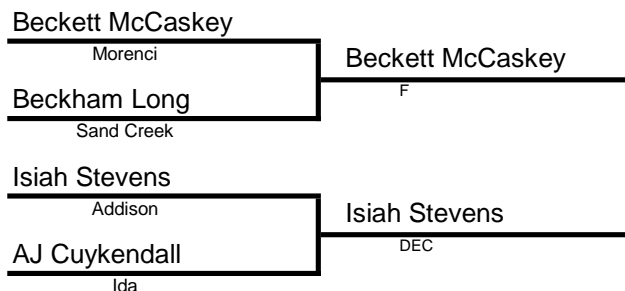 Beckett McCaskey
Morenci
Beckett McCaskey
F
Beckham Long
Sand Creek
Isiah Stevens
Addison
Isiah Stevens
DEC
AJ Cuykendall
Ida